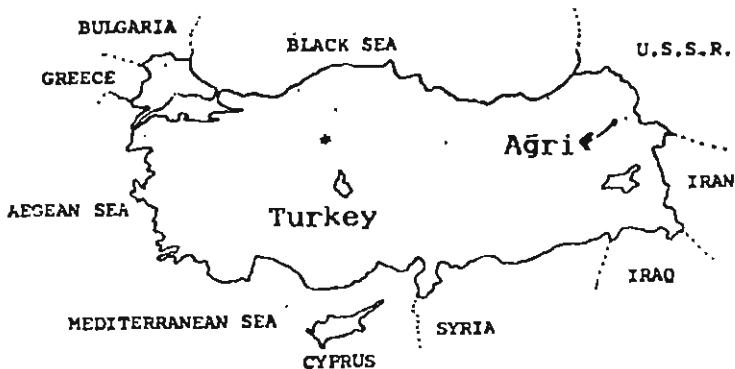 BULGARIA
BLACK SEA
U.S.S.R.
GREECE
Ağri
IRAN
AEGEAN SEA
Turkey
IRAQ
MEDITERRANEAN SEA
SYRIA
CYPRUS